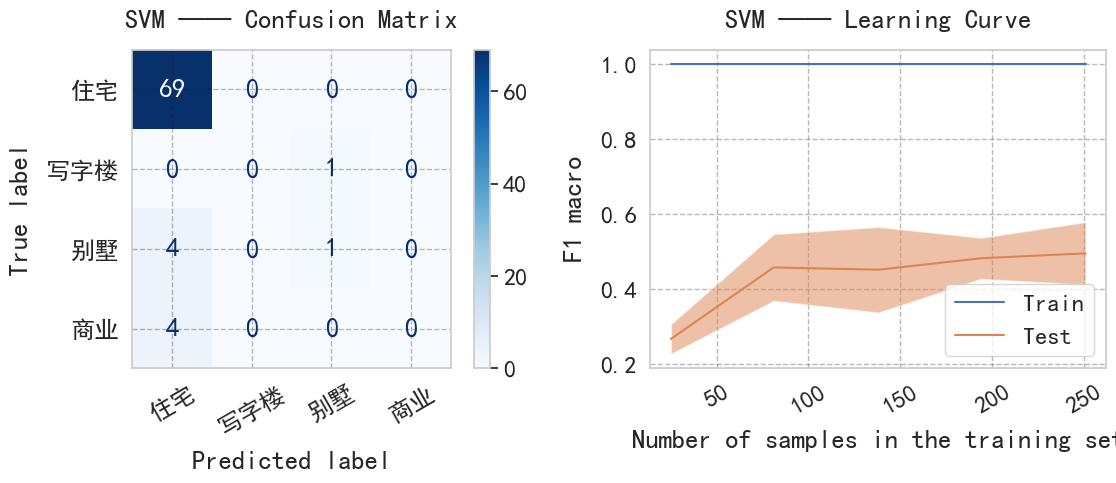 SVM ─── Confusion Matrix
True label
住宅
写字楼
别墅
商业
69 0 0 0
0 0 1 0
4 0 1 0
4 0 0 0
住宅 写字楼 别墅 商业
Predicted label
60
40
20
0
SVM ─── Learning Curve
F1 macro
1.0
0.8
0.6
0.4
0.2
Train
Test
50 100 150 200 250
Number of samples in the training set